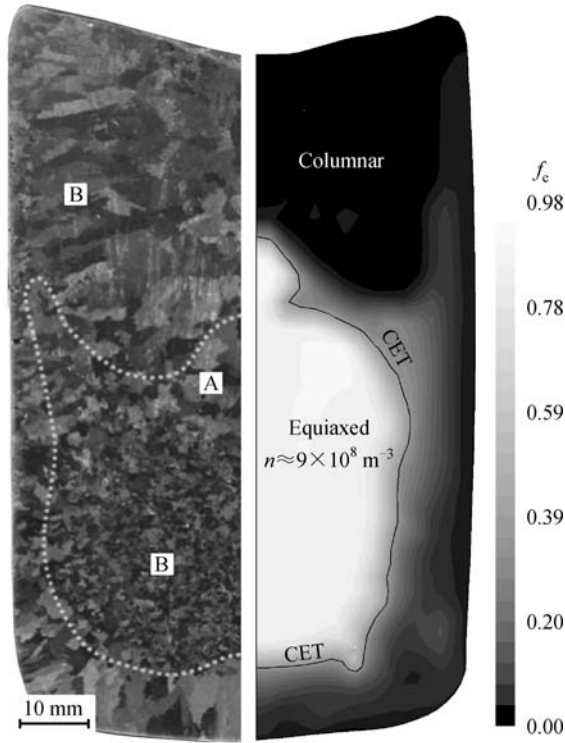 B
A
B
10 mm
Columnar
CET
Equiaxed
n≈9×10⁸ m⁻³
CET
fₑ
0.98
0.78
0.59
0.39
0.20
0.00